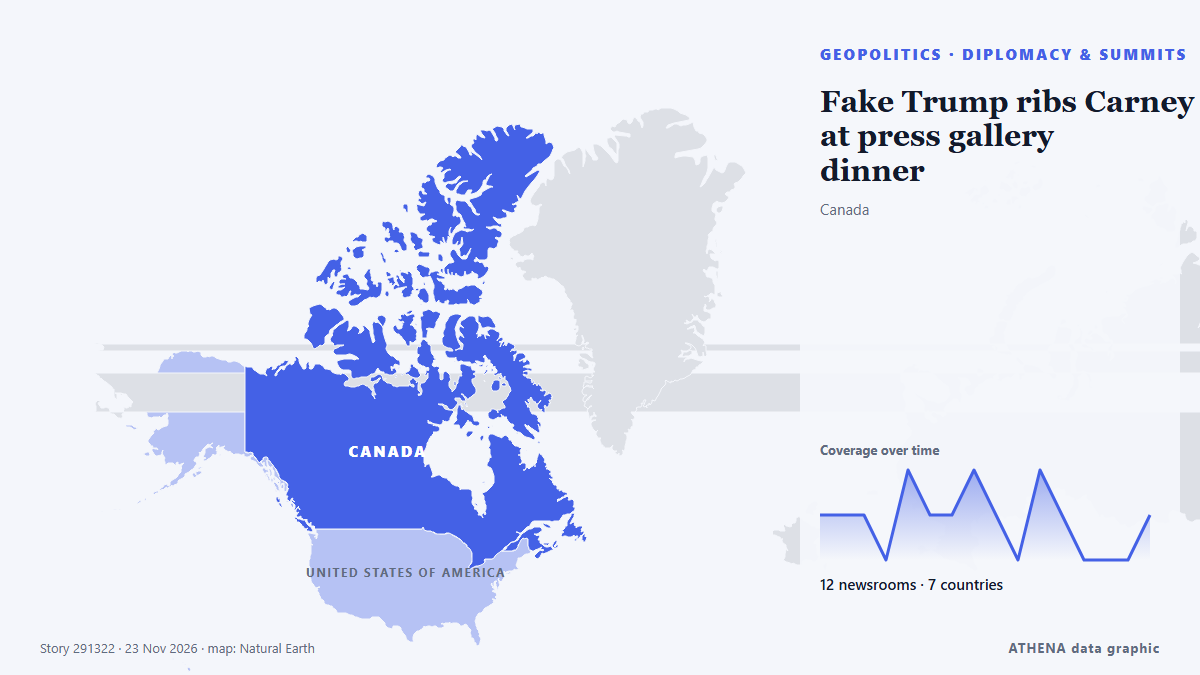 GEOPOLITICS · DIPLOMACY & SUMMITS
Fake Trump ribs Carney
at press gallery
dinner
Canada
CANADA
UNITED STATES OF AMERICA
Coverage over time
12 newsrooms · 7 countries
Story 291322 · 23 Nov 2026 · map: Natural Earth
ATHENA data graphic